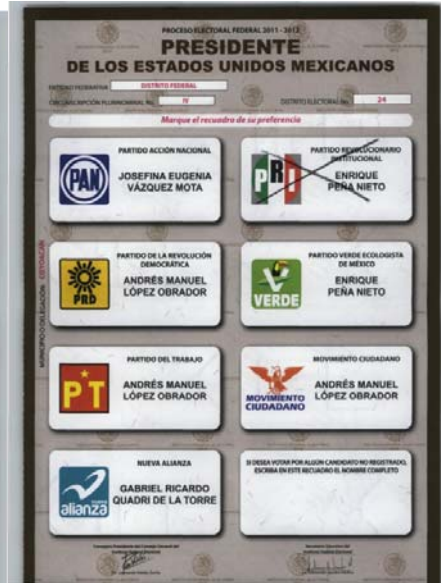 PROCESO ELECTORAL FEDERAL 2011 - 2012
PRESIDENTE
DE LOS ESTADOS UNIDOS MEXICANOS
ENTIDAD FEDERATIVA DISTRITO FEDERAL
CIRCUNSCRIPCIÓN PLURINOMINAL No. IV DISTRITO ELECTORAL No. 24
Marque el recuadro de su preferencia
MUNICIPIO O DELEGACIÓN: COYOACÁN
PAN
PARTIDO ACCIÓN NACIONAL
JOSEFINA EUGENIA
VÁZQUEZ MOTA
PRI
PARTIDO REVOLUCIONARIO
INSTITUCIONAL
ENRIQUE
PEÑA NIETO
PRD
PARTIDO DE LA REVOLUCIÓN
DEMOCRÁTICA
ANDRÉS MANUEL
LÓPEZ OBRADOR
VERDE
PARTIDO VERDE ECOLOGISTA
DE MÉXICO
ENRIQUE
PEÑA NIETO
PT
PARTIDO DEL TRABAJO
ANDRÉS MANUEL
LÓPEZ OBRADOR
MOVIMIENTO
CIUDADANO
MOVIMIENTO CIUDADANO
ANDRÉS MANUEL
LÓPEZ OBRADOR
nueva
alianza
NUEVA ALIANZA
GABRIEL RICARDO
QUADRI DE LA TORRE
SI DESEA VOTAR POR ALGÚN CANDIDATO NO REGISTRADO,
ESCRIBA EN ESTE RECUADRO EL NOMBRE COMPLETO